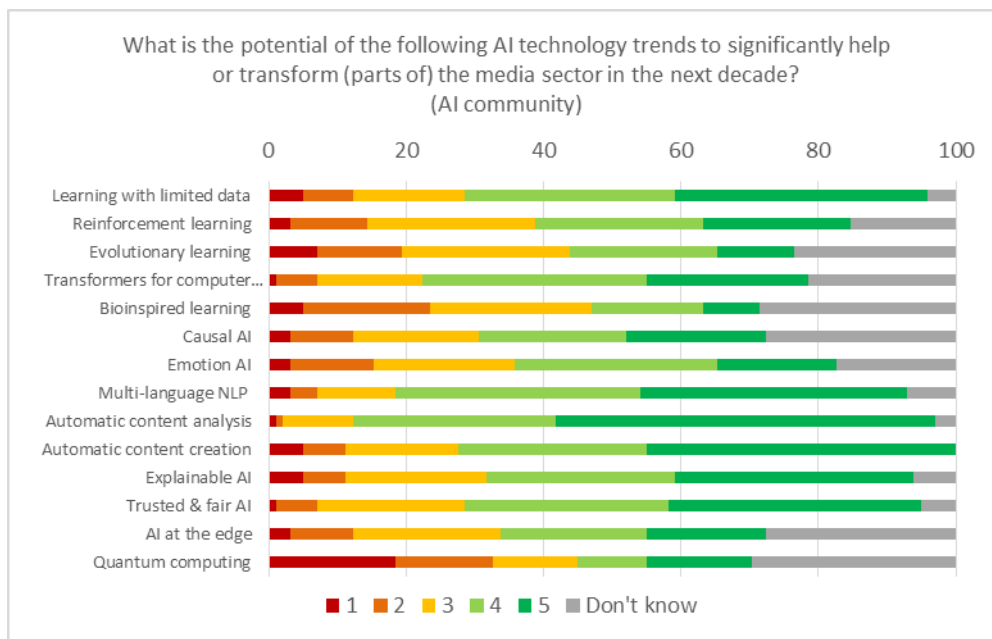 What is the potential of the following AI technology trends to significantly help
or transform (parts of) the media sector in the next decade?
(AI community)
0 20 40 60 80 100
Learning with limited data
Reinforcement learning
Evolutionary learning
Transformers for computer...
Bioinspired learning
Causal AI
Emotion AI
Multi-language NLP
Automatic content analysis
Automatic content creation
Explainable AI
Trusted & fair AI
AI at the edge
Quantum computing
1 2 3 4 5 Don't know